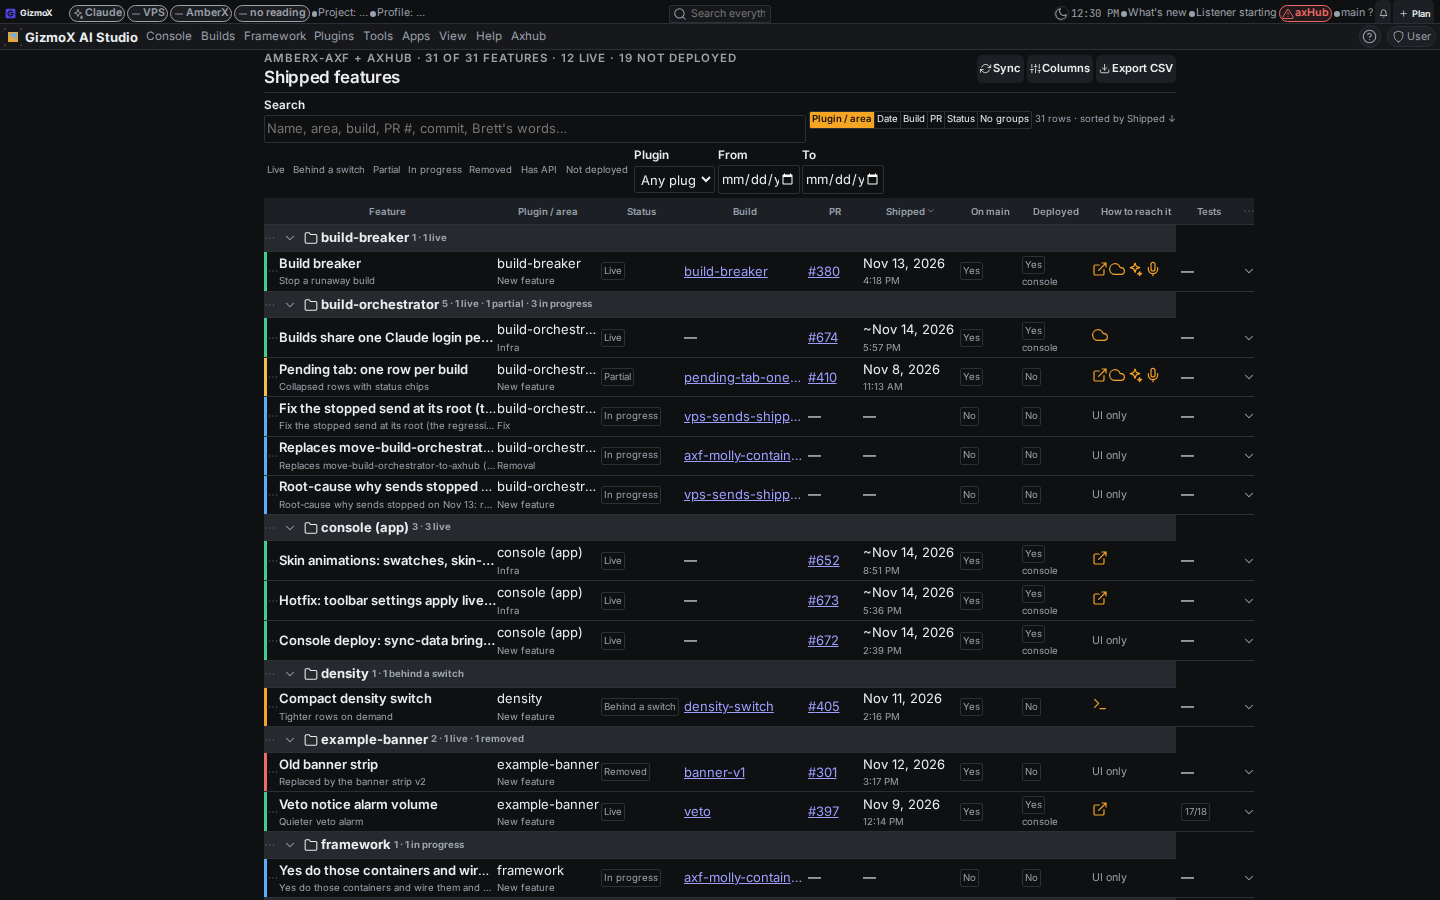 GizmoX Claude VPS AmberX no reading Project: ... Profile: ... Search everyth 12:30 PM What's new Listener starting axHub main ? + Plan
GizmoX AI Studio Console Builds Framework Plugins Tools Apps View Help Axhub User
AMBERX-AXF + AXHUB · 31 OF 31 FEATURES · 12 LIVE · 19 NOT DEPLOYED
Shipped features
Sync Columns Export CSV
Search
Name, area, build, PR #, commit, Brett's words...
Plugin / area Date Build PR Status No groups 31 rows · sorted by Shipped ↓
Live Behind a switch Partial In progress Removed Has API Not deployed
Plugin From To
Any plug mm/dd/y mm/dd/y
Feature Plugin / area Status Build PR Shipped On main Deployed How to reach it Tests
build-breaker 1 · 1 live
Build breaker build-breaker Live build-breaker #380 Nov 13, 2026 Yes Yes —
Stop a runaway build New feature 4:18 PM console
build-orchestrator 5 · 1 live · 1 partial · 3 in progress
Builds share one Claude login pe... build-orchestr... Live — #674 ~Nov 14, 2026 Yes Yes —
Infra 5:57 PM console
Pending tab: one row per build build-orchestr... Partial pending-tab-one... #410 Nov 8, 2026 Yes No —
Collapsed rows with status chips New feature 11:13 AM
Fix the stopped send at its root (t... build-orchestr... In progress vps-sends-shipp... — — No No UI only —
Fix the stopped send at its root (the regressi... Fix
Replaces move-build-orchestrat... build-orchestr... In progress axf-molly-contain... — — No No UI only —
Replaces move-build-orchestrator-to-axhub (... Removal
Root-cause why sends stopped ... build-orchestr... In progress vps-sends-shipp... — — No No UI only —
Root-cause why sends stopped on Nov 13: r... New feature
console (app) 3 · 3 live
Skin animations: swatches, skin-... console (app) Live — #652 ~Nov 14, 2026 Yes Yes —
Infra 8:51 PM console
Hotfix: toolbar settings apply live... console (app) Live — #673 ~Nov 14, 2026 Yes Yes —
Infra 5:36 PM console
Console deploy: sync-data bring... console (app) Live — #672 ~Nov 14, 2026 Yes Yes UI only —
New feature 2:39 PM console
density 1 · 1 behind a switch
Compact density switch density Behind a switch density-switch #405 Nov 11, 2026 Yes No —
Tighter rows on demand New feature 2:16 PM
example-banner 2 · 1 live · 1 removed
Old banner strip example-banner Removed banner-v1 #301 Nov 12, 2026 Yes No UI only —
Replaced by the banner strip v2 New feature 3:17 PM
Veto notice alarm volume example-banner Live veto #397 Nov 9, 2026 Yes Yes 17/18
Quieter veto alarm New feature 12:14 PM console
framework 1 · 1 in progress
Yes do those containers and wir... framework In progress axf-molly-contain... — — No No UI only —
Yes do those containers and wire them and ... New feature